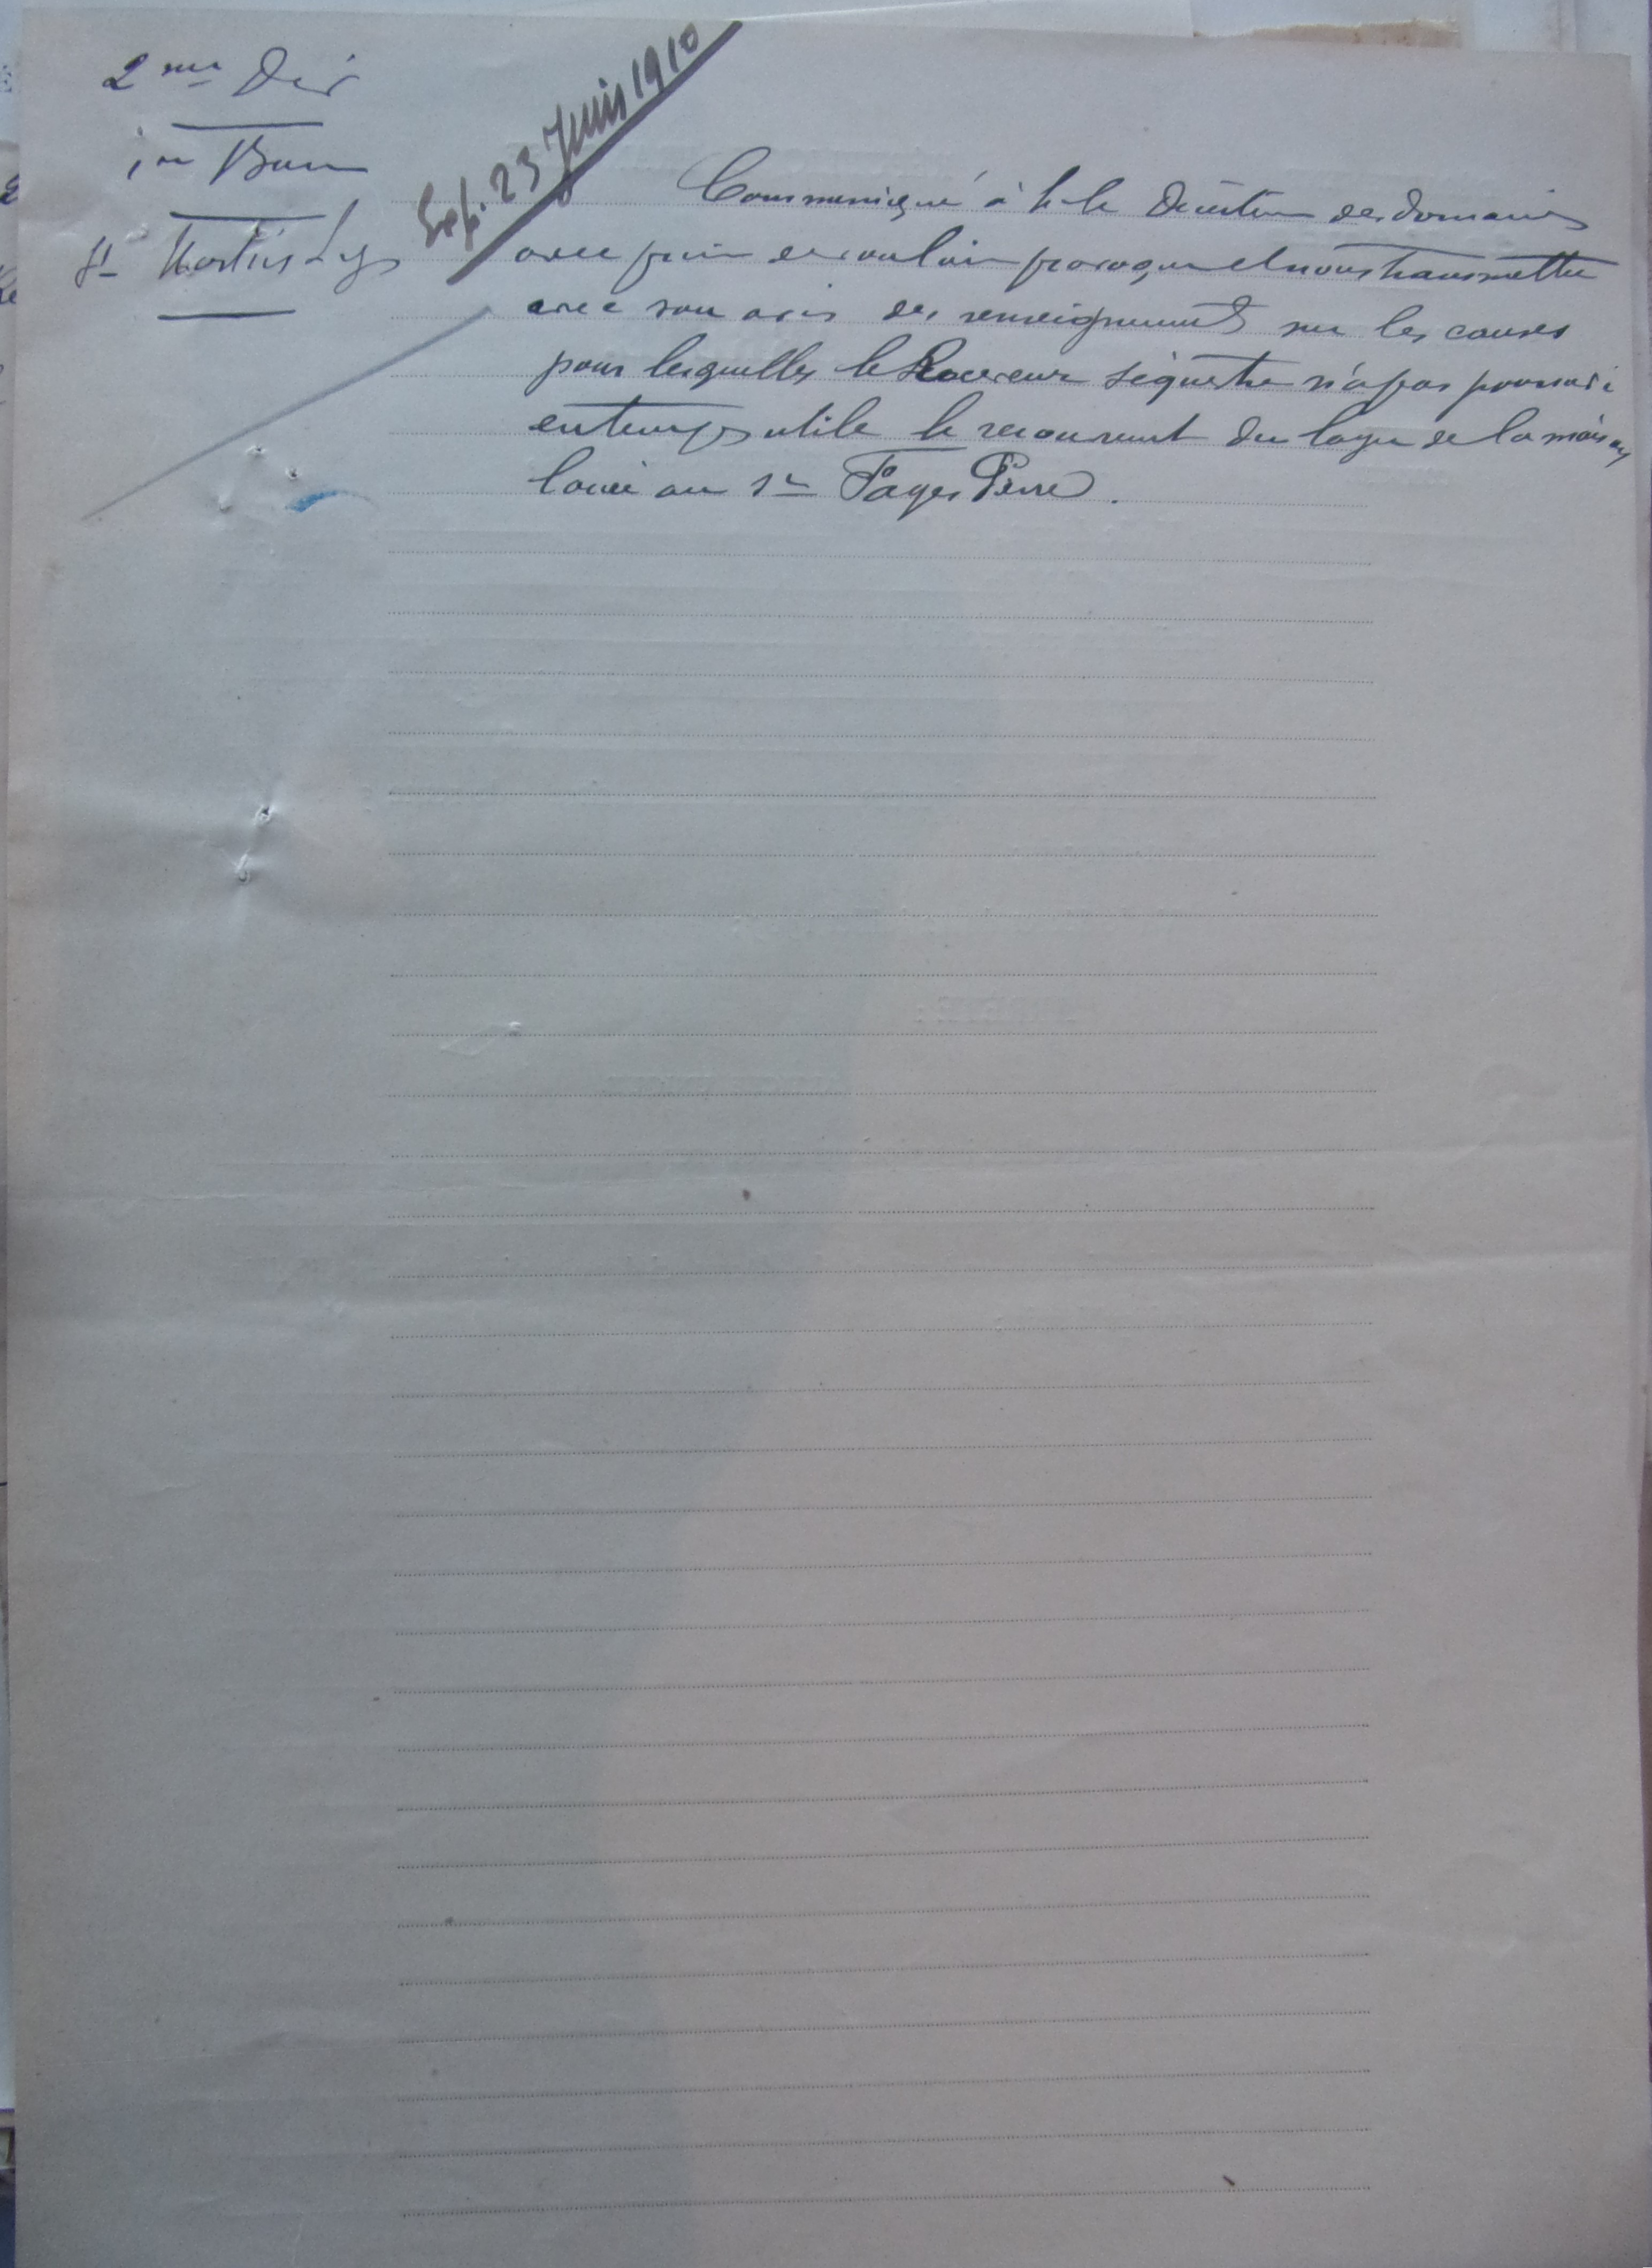 2me Div
1er Bureau
St Martin Lys
Exp. 23 Juin 1910
Communiqué à M. le Directeur des domaines
avec prière de vouloir provoquer et nous transmettre
avec son avis des renseignements sur les causes
pour lesquelles le Receveur séquestre n'a pas poursuivi
en temps utile le recouvrement du loyer de la maison
louée au Sr Fages Pierre.